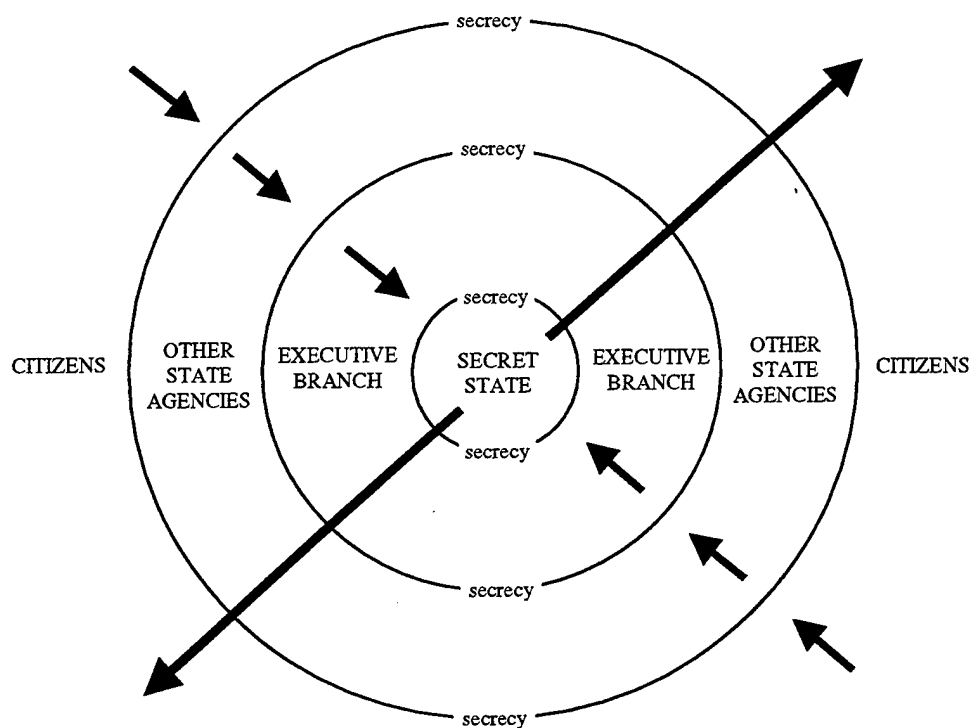 secrecy
secrecy
secrecy
CITIZENS
OTHER
STATE
AGENCIES
EXECUTIVE
BRANCH
SECRET
STATE
EXECUTIVE
BRANCH
OTHER
STATE
AGENCIES
CITIZENS
secrecy
secrecy
secrecy